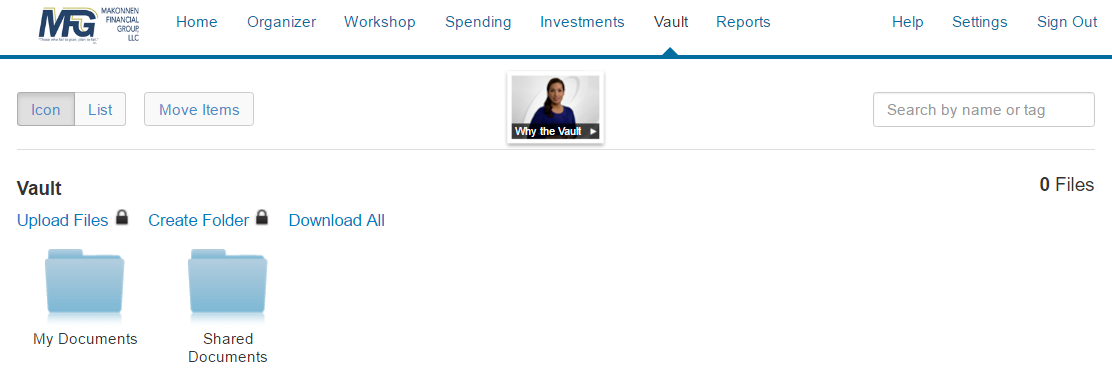 MFG MAKONNEN
FINANCIAL
GROUP,
LLC
Home Organizer Workshop Spending Investments Vault Reports Help Settings Sign Out
Icon List Move Items
Why the Vault
Search by name or tag
Vault
0 Files
Upload Files Create Folder Download All
My Documents
Shared
Documents